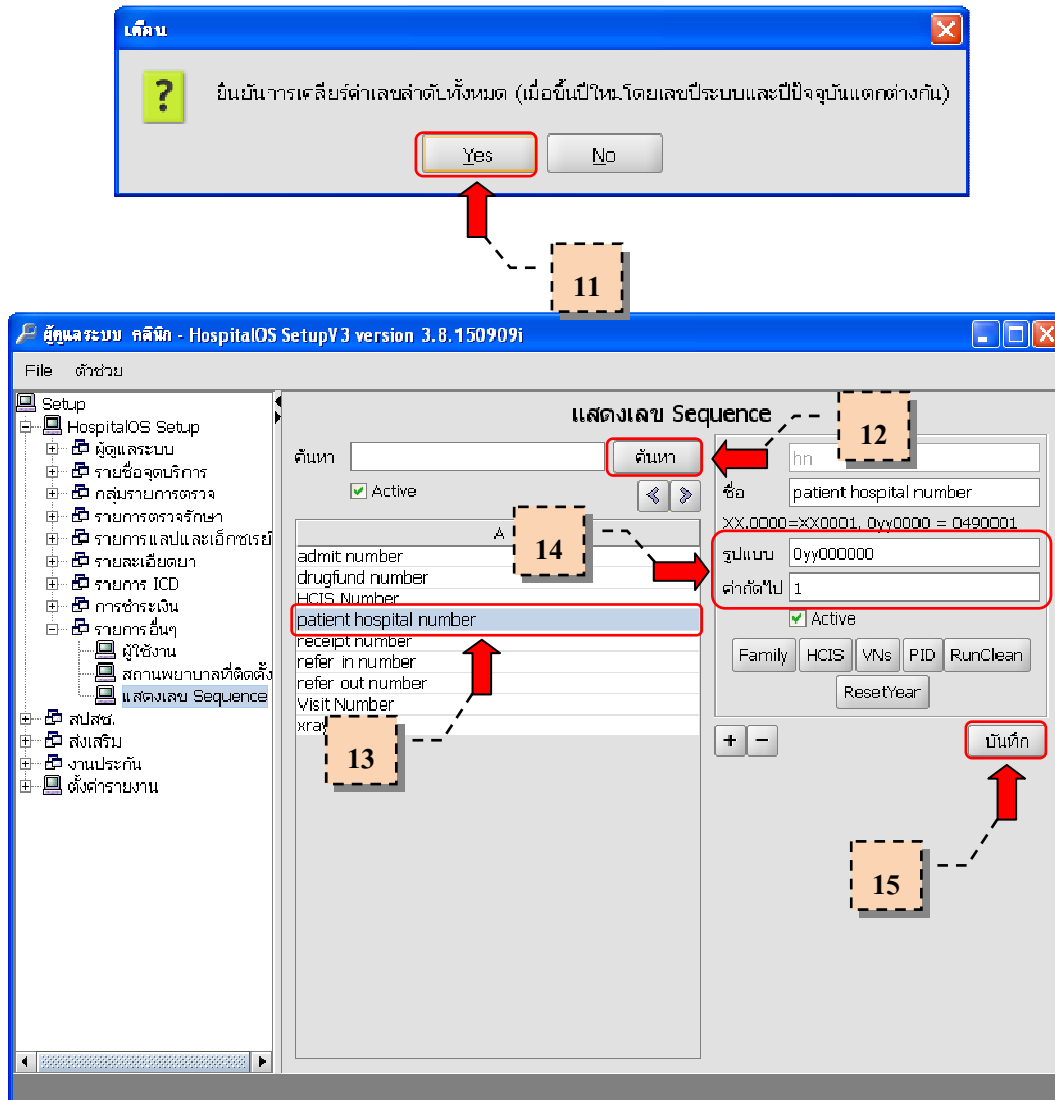 เตือน
?
ยืนยันการเคลียร์ค่าเลขลำดับทั้งหมด (เมื่อขึ้นปีใหม่โดยเลขปีระบบและปีปัจจุบันแตกต่างกัน)
Yes
No
11
ผู้ดูแลระบบ คลีนิก - HospitalOS SetupV3 version 3.8.150909i
File ตัวช่วย
Setup
HospitalOS Setup
ผู้ดูแลระบบ
รายชื่อจุดบริการ
กลุ่มรายการตรวจ
รายการตรวจรักษา
รายการแลปและเอ็กซเรย์
รายละเอียดยา
รายการ ICD
การชำระเงิน
รายการอื่นๆ
ผู้ใช้งาน
สถานพยาบาลที่ติดตั้ง
แสดงเลข Sequence
สปสช.
ส่งเสริม
งานประกัน
ตั้งค่ารายงาน
แสดงเลข Sequence
12
ค้นหา
ค้นหา
Active
A
admit number
drugfund number
HCIS Number
patient hospital number
receipt number
refer in number
refer out number
Visit Number
13
14
hn
ชื่อ patient hospital number
XX.0000=XX0001, 0yy0000 = 0490001
รูปแบบ 0yy000000
ค่าถัดไป 1
Active
Family HCIS VNs PID RunClean
ResetYear
+ −
บันทึก
15